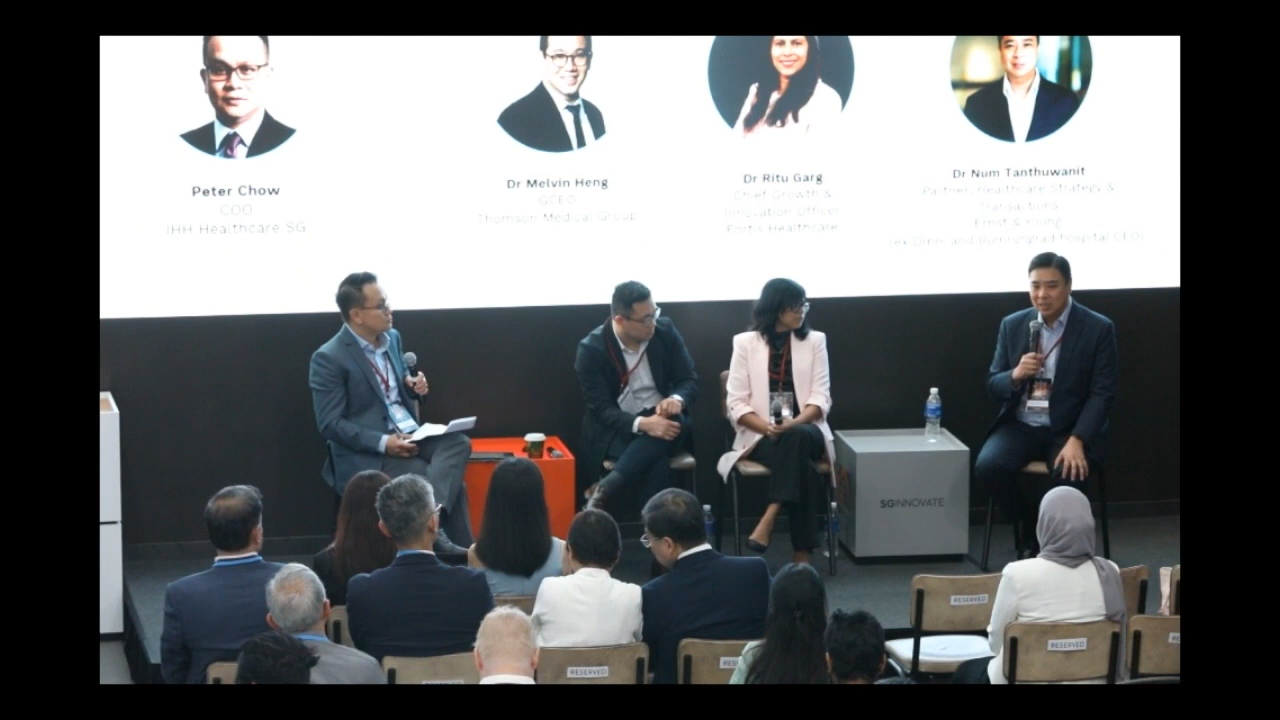 Peter Chow
COO
IHH Healthcare SG
Dr Melvin Heng
GCEO
Thomson Medical Group
Dr Ritu Garg
Chief Growth &
Innovation Officer
Fortis Healthcare
Dr Num Tanthuwanit
Partner, Healthcare Strategy &
Transactions
Ernst & Young
(ex BNH and Bumrungrad hospital CEO)
SGINNOVATE
RESERVED
RESERVED
RESERVED